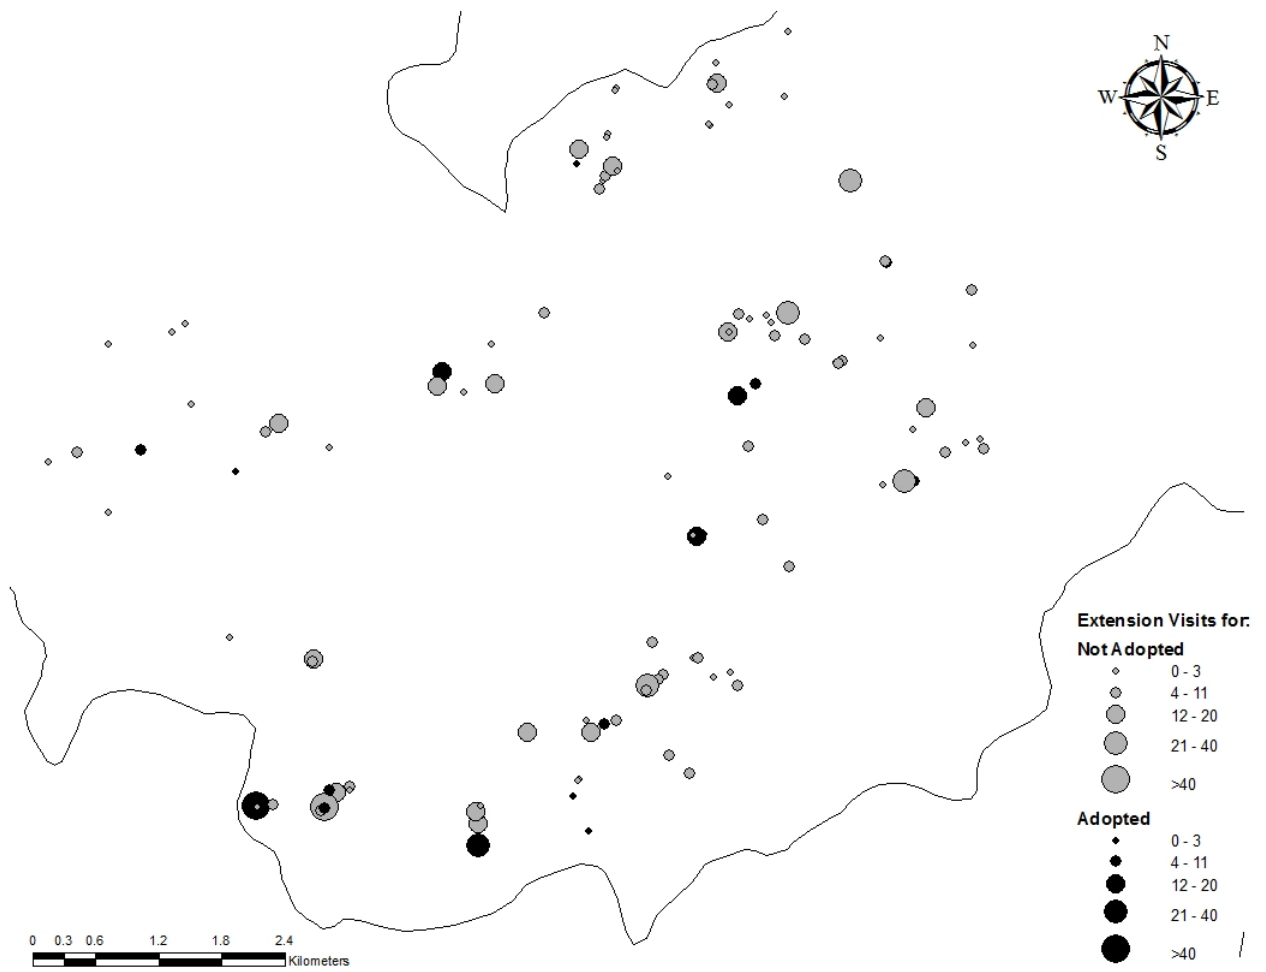 N
W E
S
Extension Visits for:
Not Adopted
0 - 3
4 - 11
12 - 20
21 - 40
>40
Adopted
0 - 3
4 - 11
12 - 20
21 - 40
>40
0 0.3 0.6 1.2 1.8 2.4
Kilometers